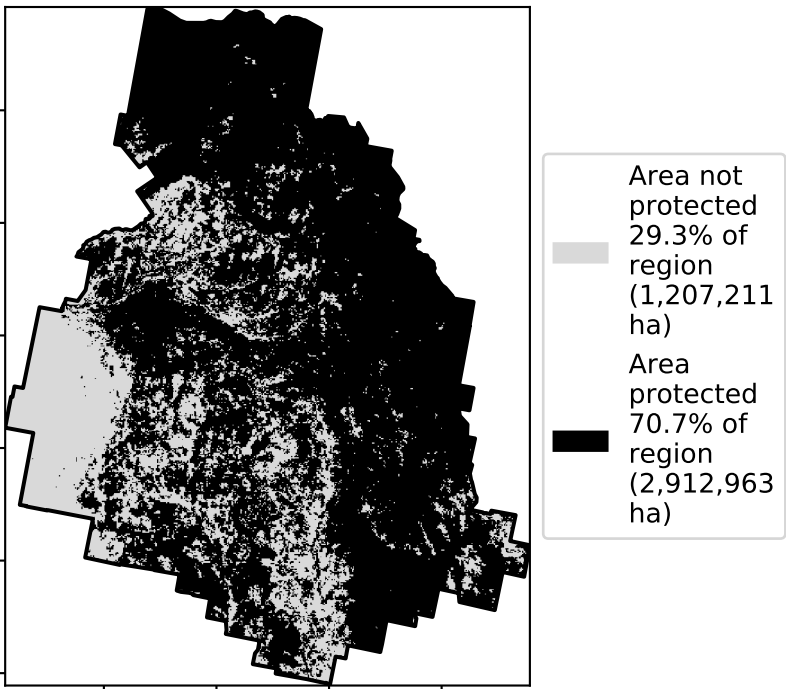 Area not
protected
29.3% of
region
(1,207,211
ha)
Area
protected
70.7% of
region
(2,912,963
ha)